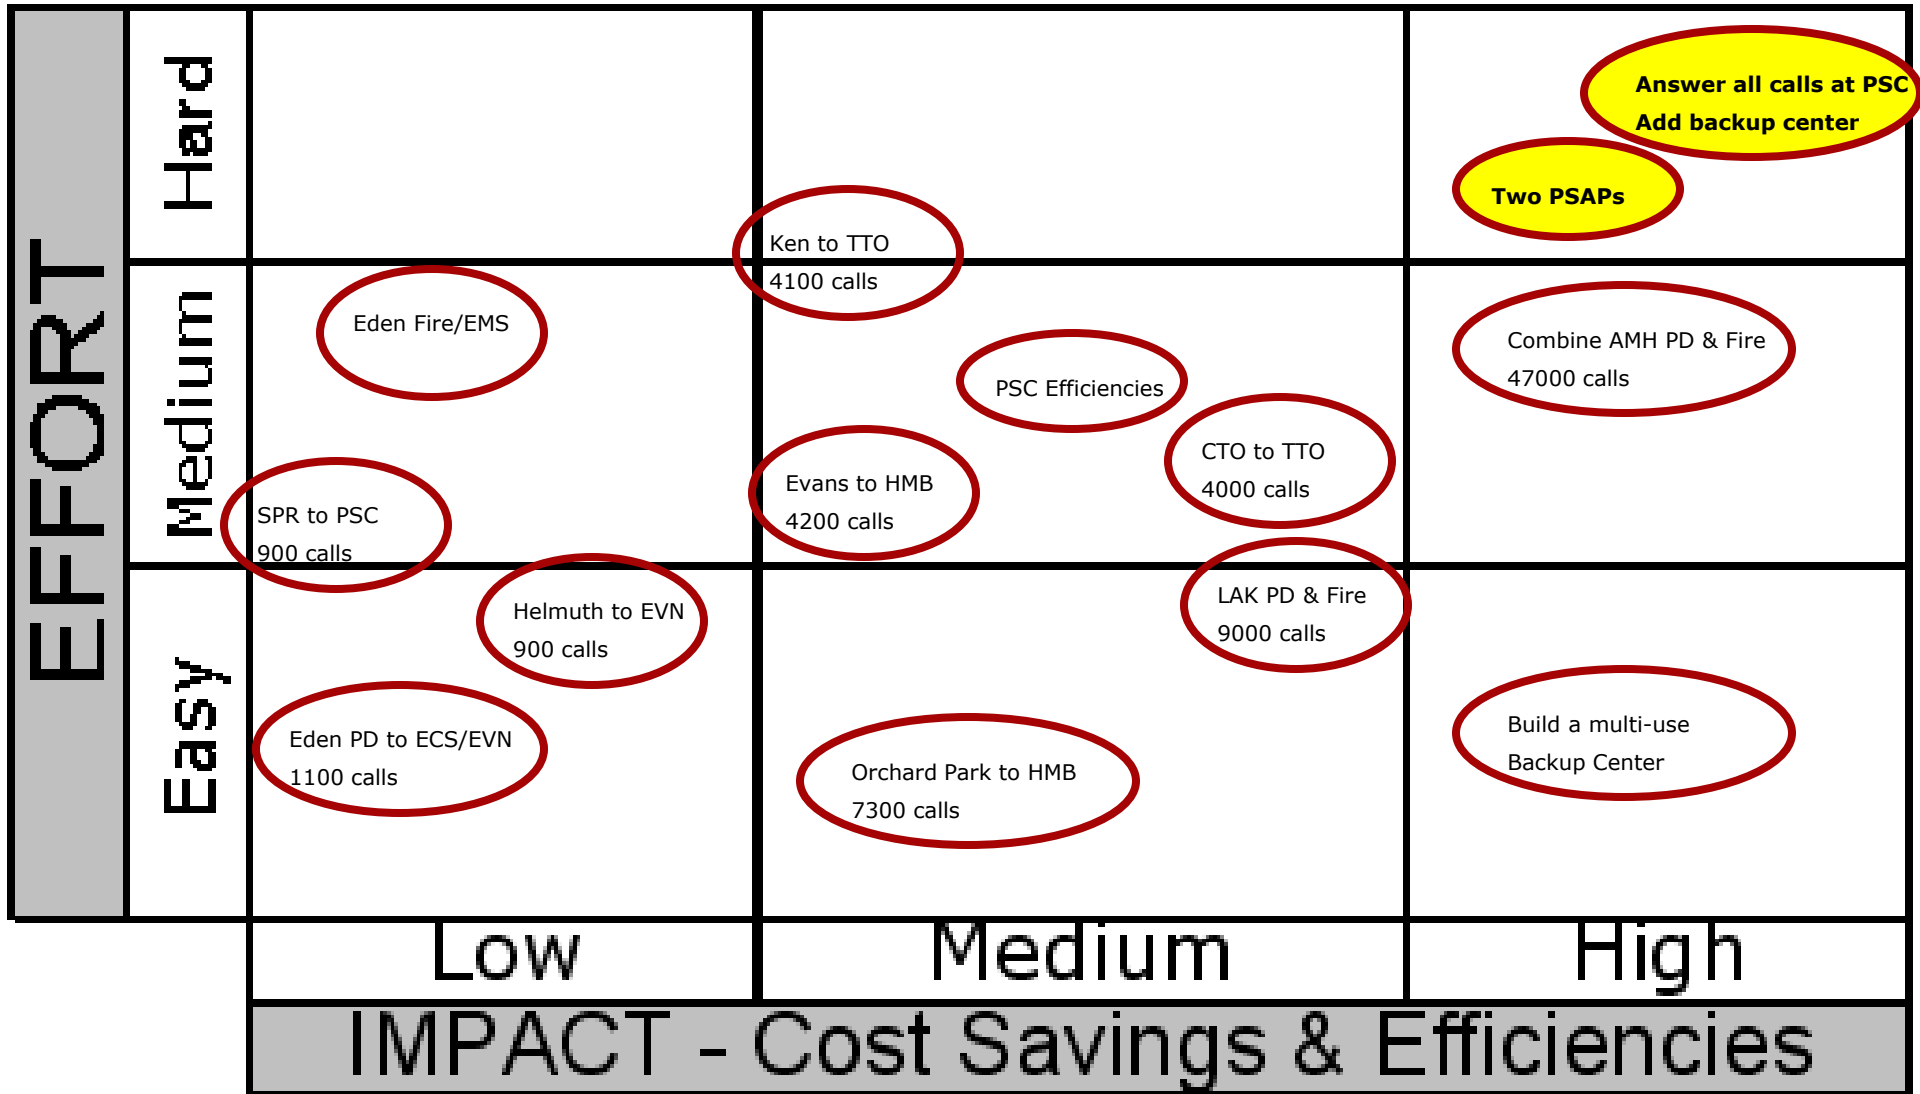 EFFORT
Hard
Answer all calls at PSC
Add backup center
Two PSAPs
Ken to TTO
4100 calls
Medium
Eden Fire/EMS
Combine AMH PD & Fire
47000 calls
PSC Efficiencies
CTO to TTO
4000 calls
Evans to HMB
4200 calls
SPR to PSC
900 calls
Easy
LAK PD & Fire
9000 calls
Helmuth to EVN
900 calls
Eden PD to ECS/EVN
1100 calls
Orchard Park to HMB
7300 calls
Build a multi-use
Backup Center
Low
Medium
High
IMPACT - Cost Savings & Efficiencies